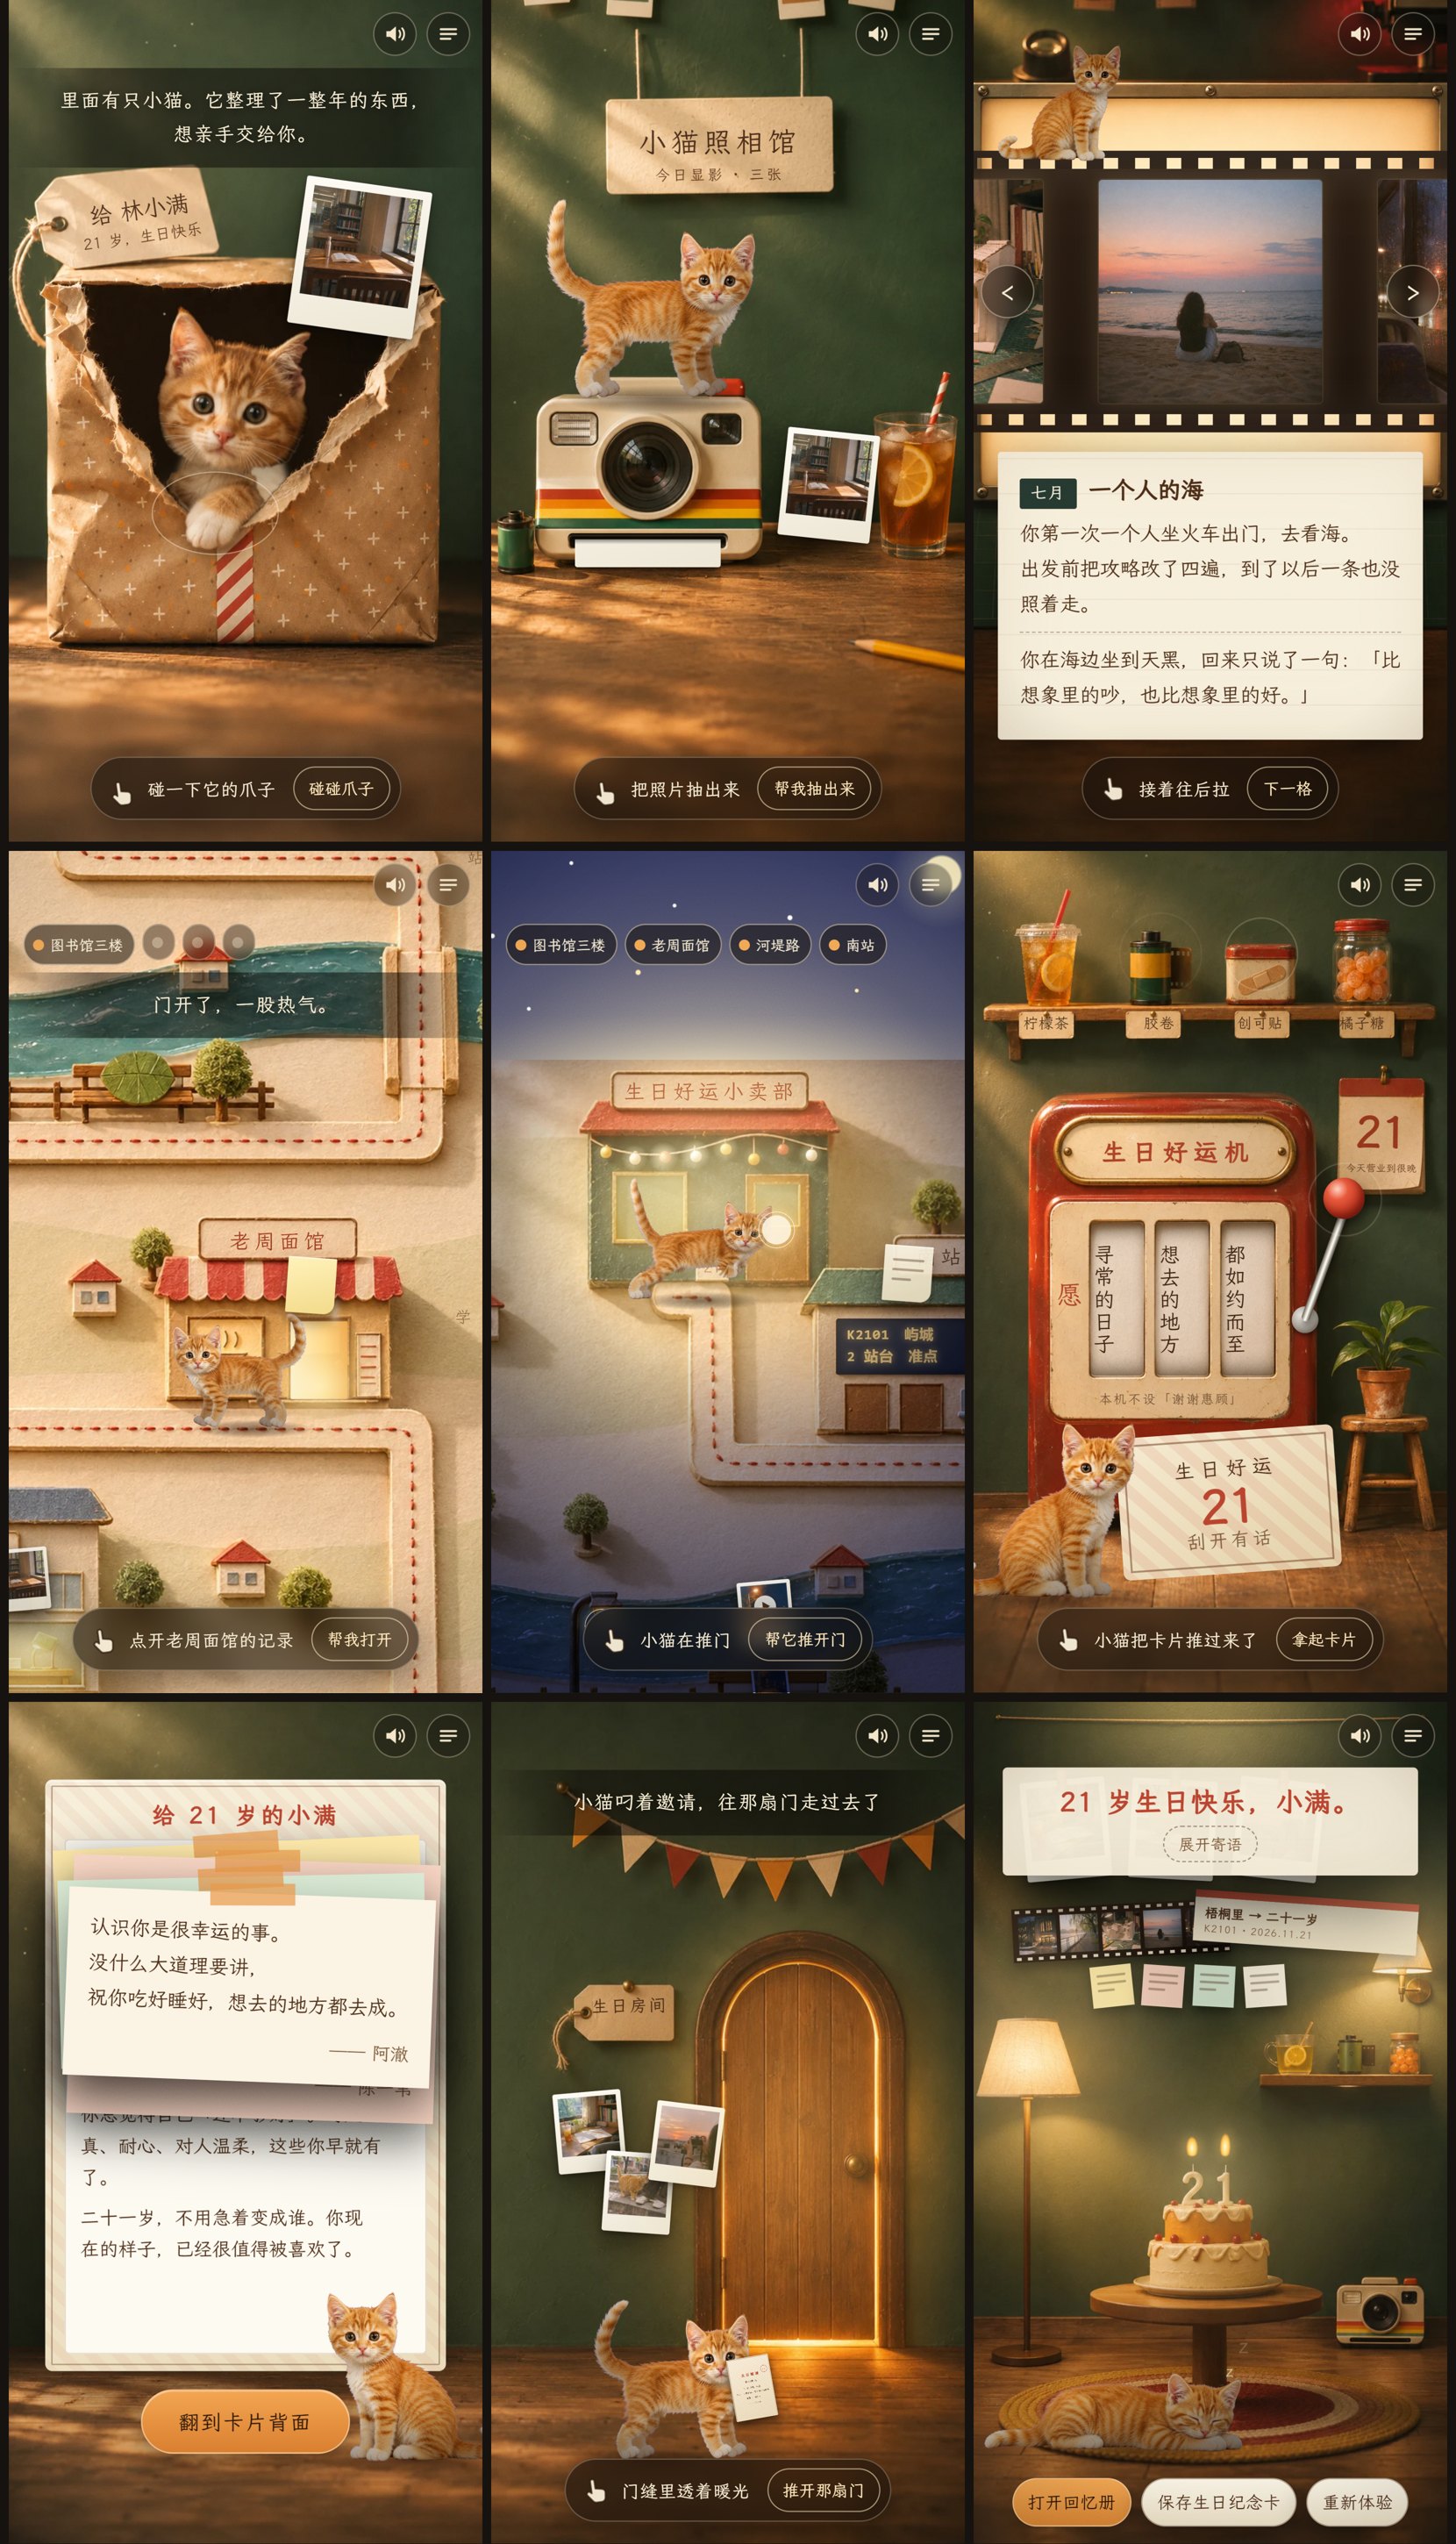 里面有只小猫。它整理了一整年的东西，
想亲手交给你。
给 林小满
21 岁，生日快乐
碰一下它的爪子
碰碰爪子
小猫照相馆
今日显影 · 三张
把照片抽出来
帮我抽出来
<
>
七月
一个人的海
你第一次一个人坐火车出门，去看海。
出发前把攻略改了四遍，到了以后一条也没
照着走。
你在海边坐到天黑，回来只说了一句：「比
想象里的吵，也比想象里的好。」
接着往后拉
下一格
站
图书馆三楼
门开了，一股热气。
老周面馆
学
点开老周面馆的记录
帮我打开
图书馆三楼
老周面馆
河堤路
南站
生日好运小卖部
站
K2101 屿城
2 站台 准点
小猫在推门
帮它推开门
柠檬茶
胶卷
创可贴
橘子糖
21
今天营业到很晚
生日好运机
愿
寻常的日子
想去的地方
都如约而至
本机不设「谢谢惠顾」
生日好运
21
刮开有话
小猫把卡片推过来了
拿起卡片
给 21 岁的小满
认识你是很幸运的事。
没什么大道理要讲，
祝你吃好睡好，想去的地方都去成。
—— 阿澈
真、耐心、对人温柔，这些你早就有
了。
二十一岁，不用急着变成谁。你现
在的样子，已经很值得被喜欢了。
翻到卡片背面
小猫叼着邀请，往那扇门走过去了
生日房间
门缝里透着暖光
推开那扇门
21 岁生日快乐，小满。
展开寄语
梧桐里 → 二十一岁
K2101 · 2026.11.21
21
z
z
打开回忆册
保存生日纪念卡
重新体验